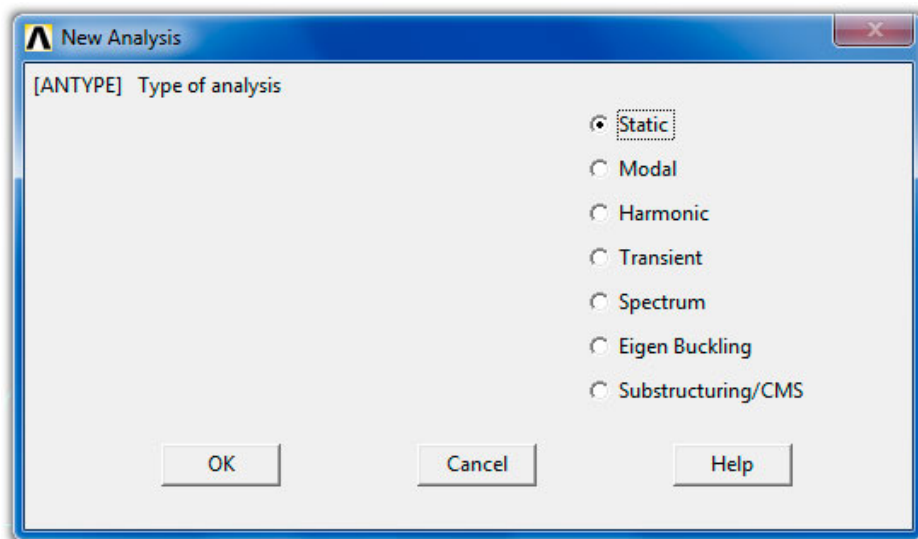 New Analysis
[ANTYPE] Type of analysis
Static
Modal
Harmonic
Transient
Spectrum
Eigen Buckling
Substructuring/CMS
OK Cancel Help